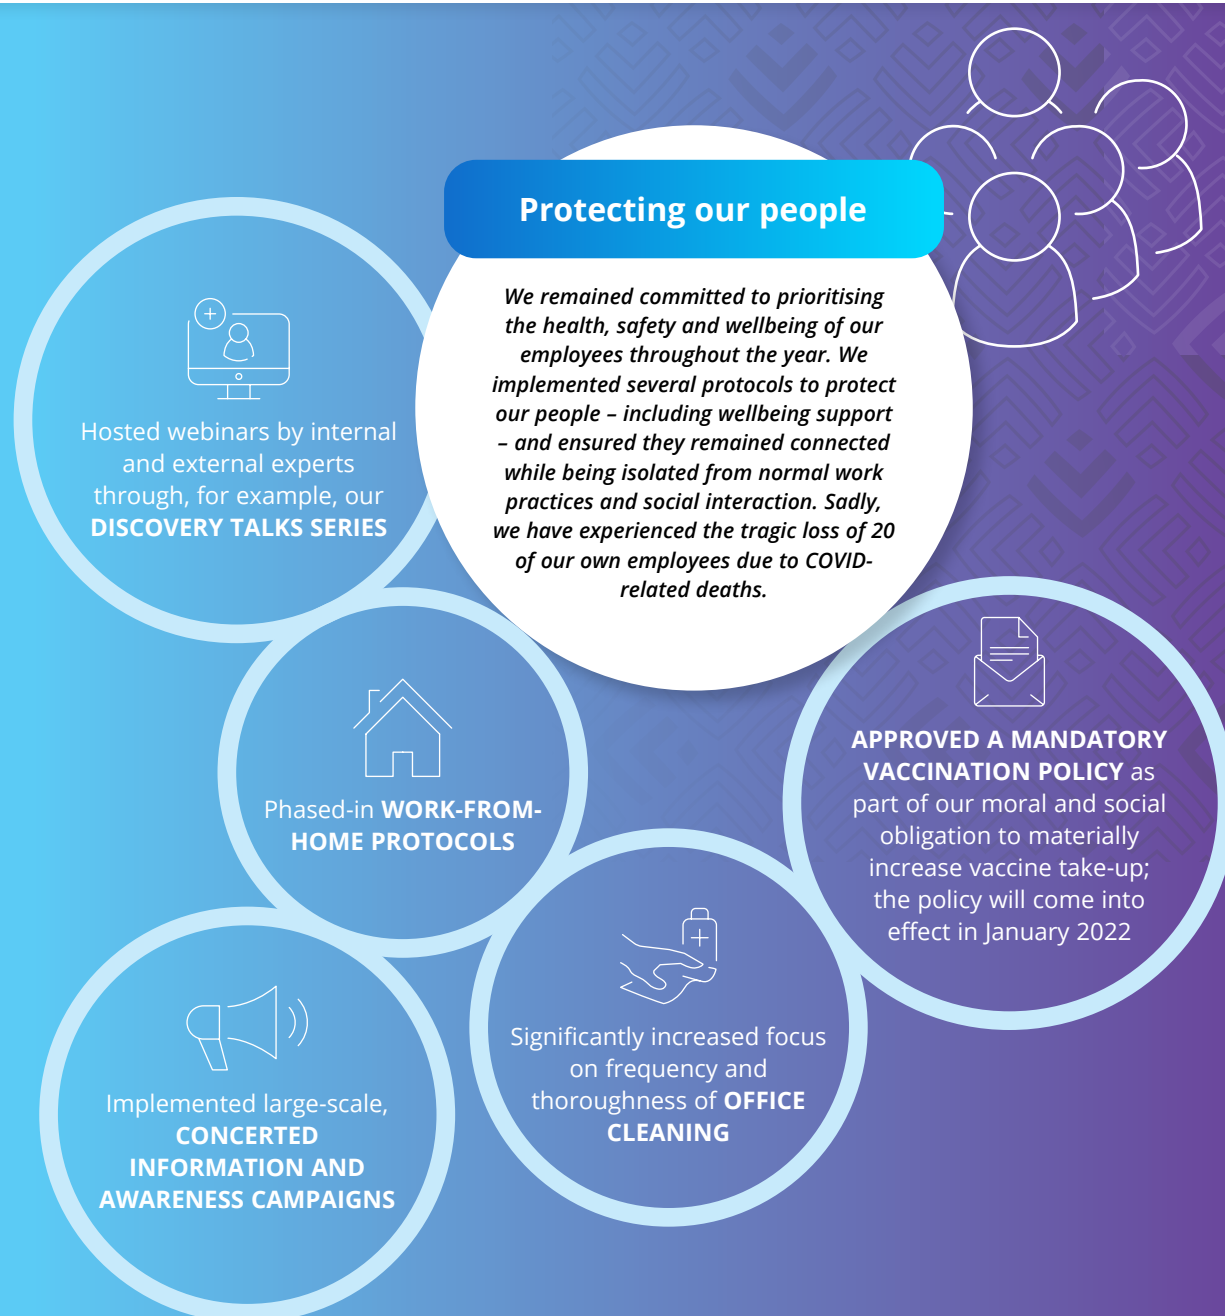 Protecting our people
We remained committed to prioritising
the health, safety and wellbeing of our
employees throughout the year. We
implemented several protocols to protect
our people – including wellbeing support
– and ensured they remained connected
while being isolated from normal work
practices and social interaction. Sadly,
we have experienced the tragic loss of 20
of our own employees due to COVID-
related deaths.
Hosted webinars by internal
and external experts
through, for example, our
DISCOVERY TALKS SERIES
Phased-in WORK-FROM-
HOME PROTOCOLS
APPROVED A MANDATORY
VACCINATION POLICY as
part of our moral and social
obligation to materially
increase vaccine take-up;
the policy will come into
effect in January 2022
Significantly increased focus
on frequency and
thoroughness of OFFICE
CLEANING
Implemented large-scale,
CONCERTED
INFORMATION AND
AWARENESS CAMPAIGNS